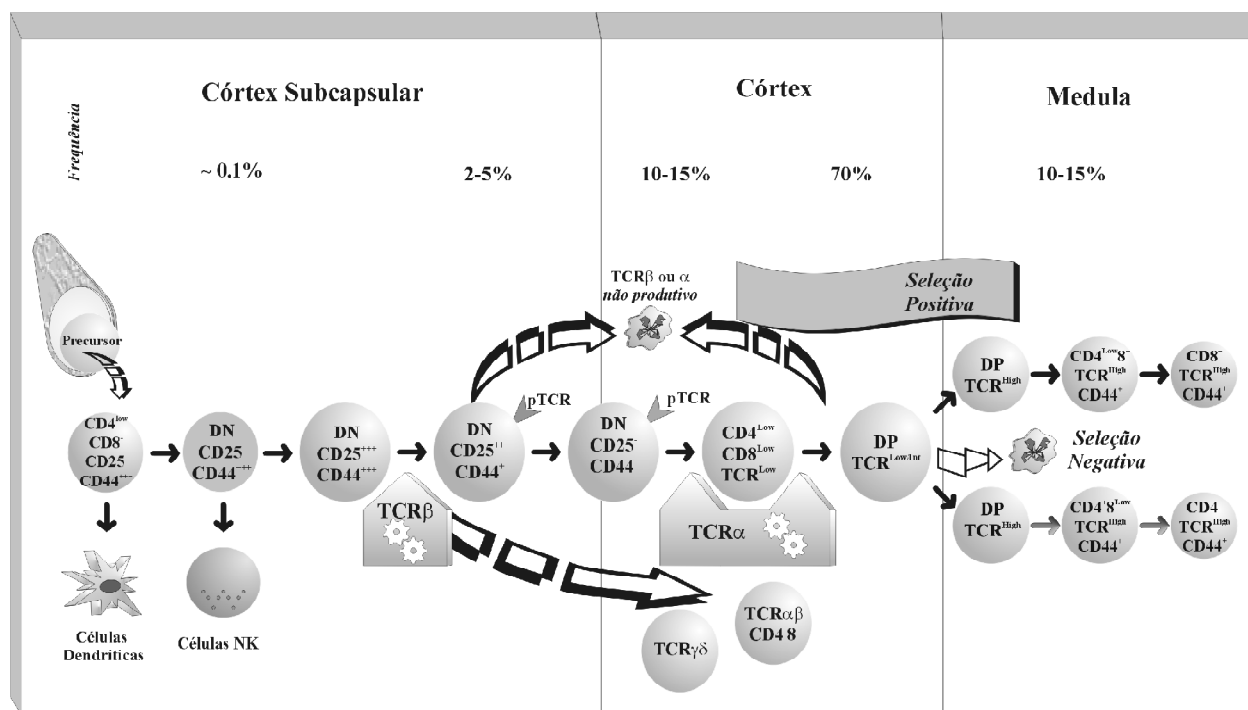 Córtex Subcapsular
Córtex
Medula
Frequência
~ 0.1%
2-5%
10-15%
70%
10-15%
Precursor
TCRβ ou α
não produtivo
Seleção
Positiva
CD4low
CD8-
CD25
CD44+++
DN
CD25
CD44+++
DN
CD25+++
CD44+++
DN
CD25++
CD44+
pTCR
DN
CD25-
CD44
pTCR
CD4Low
CD8Low
TCRLow
DP
TCRLow/Int
DP
TCRHigh
CD4Low8-
TCRHigh
CD44+
CD8-
TCRHigh
CD44+
Seleção
Negativa
DP
TCRHigh
CD4+8Low
TCRHigh
CD44+
CD4
TCRHigh
CD44+
TCRβ
TCRα
Células
Dendríticas
Células NK
TCRγδ
TCRαβ
CD4 8